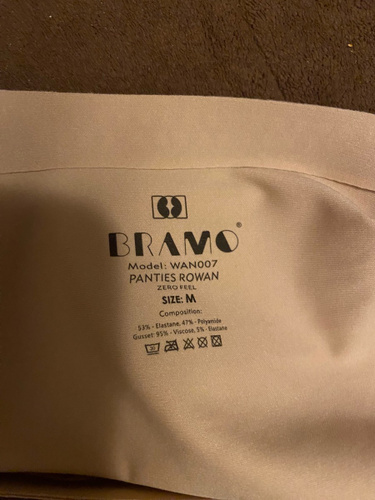 BRAMO®
Model: WAN007
PANTIES ROWAN
ZERO FEEL
SIZE: M
Composition:
53% - Elastane, 47% - Polyamide
Gusset: 95% - Viscose, 5% - Elastane